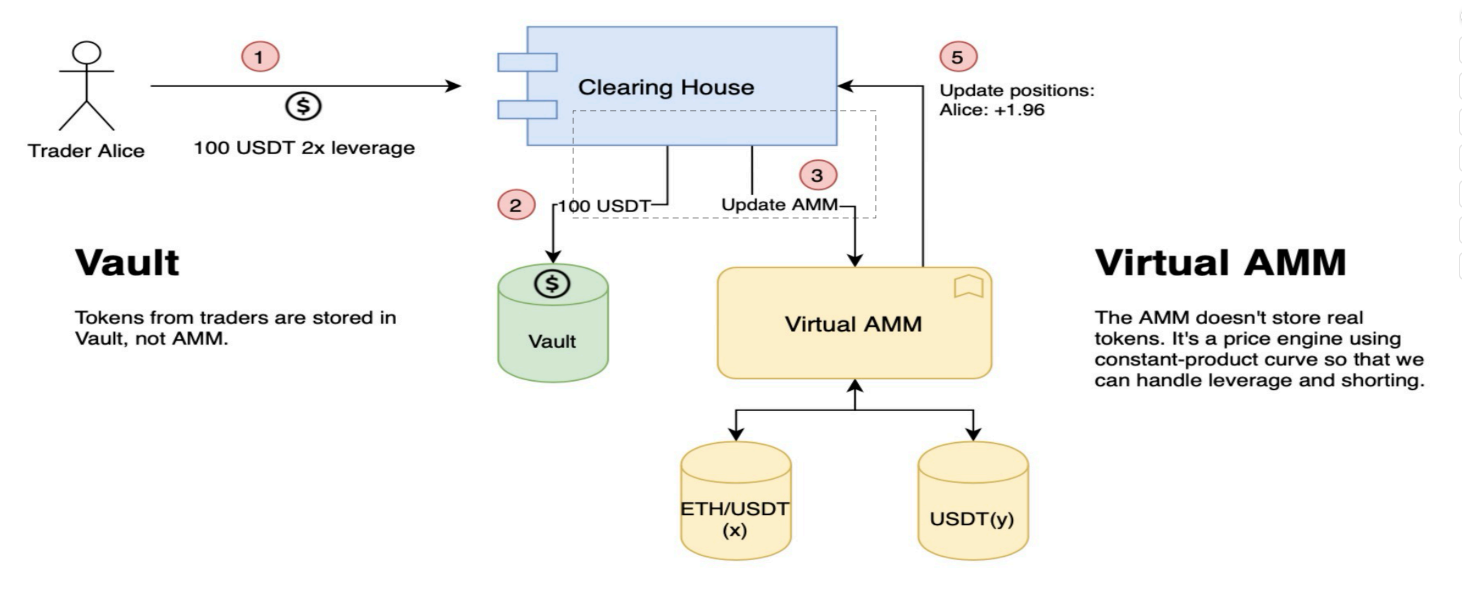 1
$
Trader Alice
100 USDT 2x leverage
Clearing House
5
Update positions:
Alice: +1.96
2
100 USDT
3
Update AMM
Vault
Tokens from traders are stored in
Vault, not AMM.
$
Vault
Virtual AMM
Virtual AMM
The AMM doesn't store real
tokens. It's a price engine using
constant-product curve so that we
can handle leverage and shorting.
ETH/USDT
(x)
USDT(y)